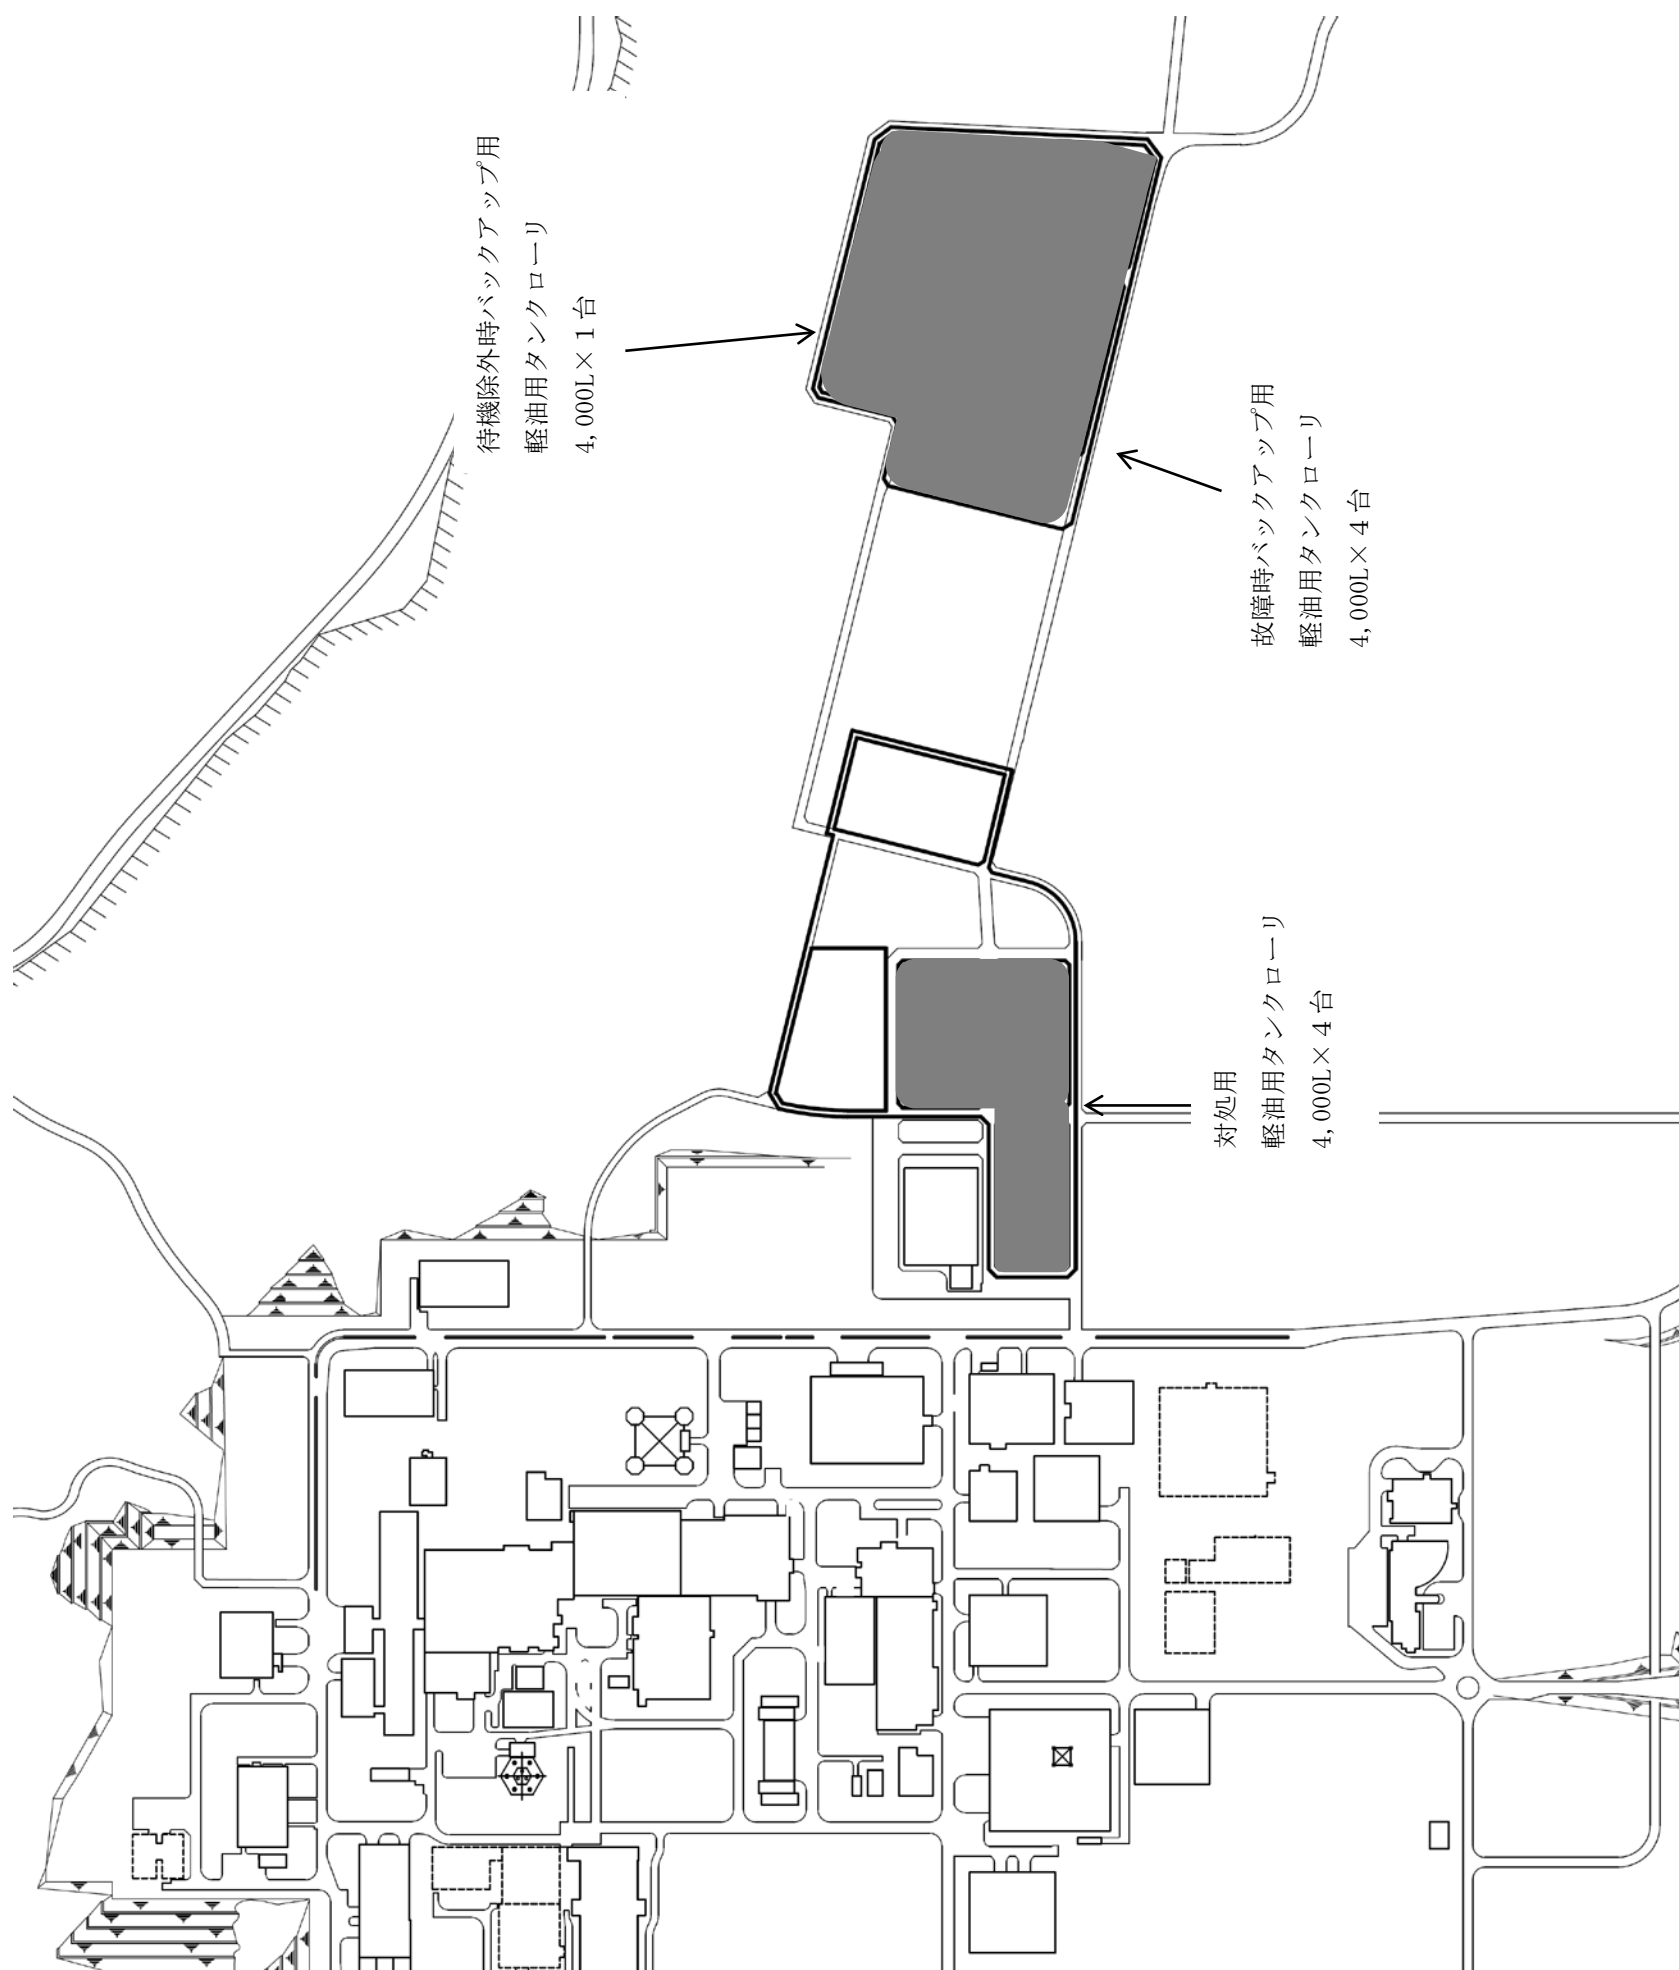 待機除外時バックアップ用
軽油用タンクローリ
4,000L×1台
故障時バックアップ用
軽油用タンクローリ
4,000L×4台
対処用
軽油用タンクローリ
4,000L×4台